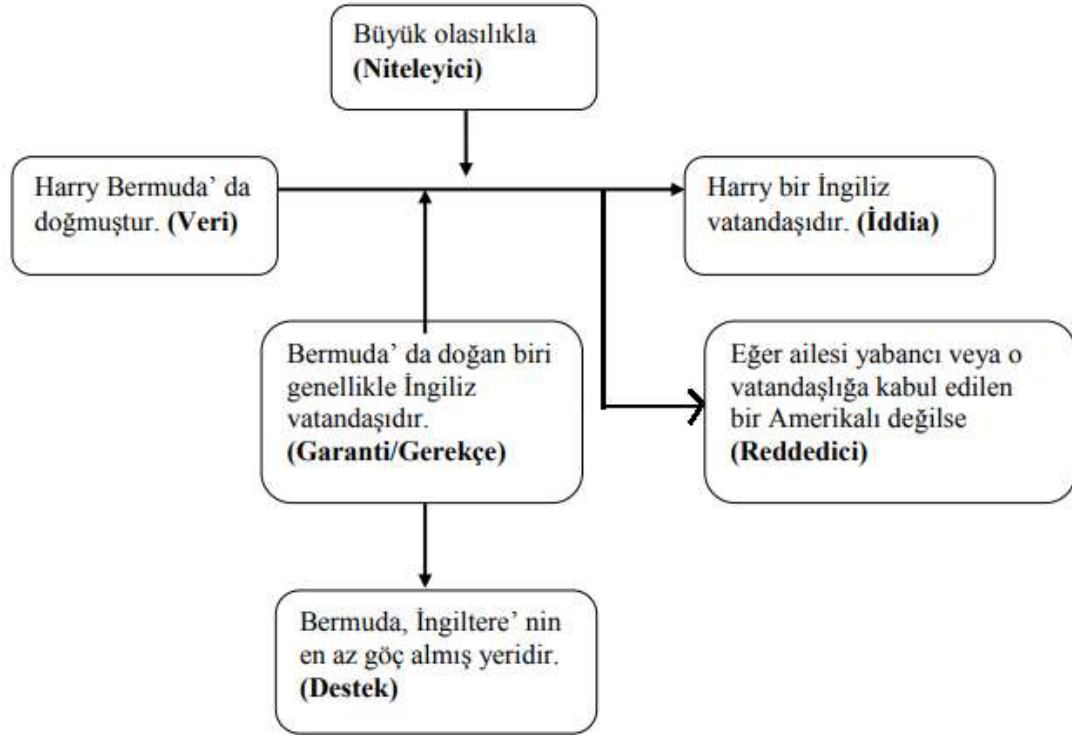 Büyük olasılıkla
(Niteleyici)
Harry Bermuda' da
doğmuştur. (Veri)
Harry bir İngiliz
vatandaşıdır. (İddia)
Bermuda' da doğan biri
genellikle İngiliz
vatandaşıdır.
(Garanti/Gerekçe)
Eğer ailesi yabancı veya o
vatandaşlığa kabul edilen
bir Amerikalı değilse
(Reddedici)
Bermuda, İngiltere' nin
en az göç almış yeridir.
(Destek)